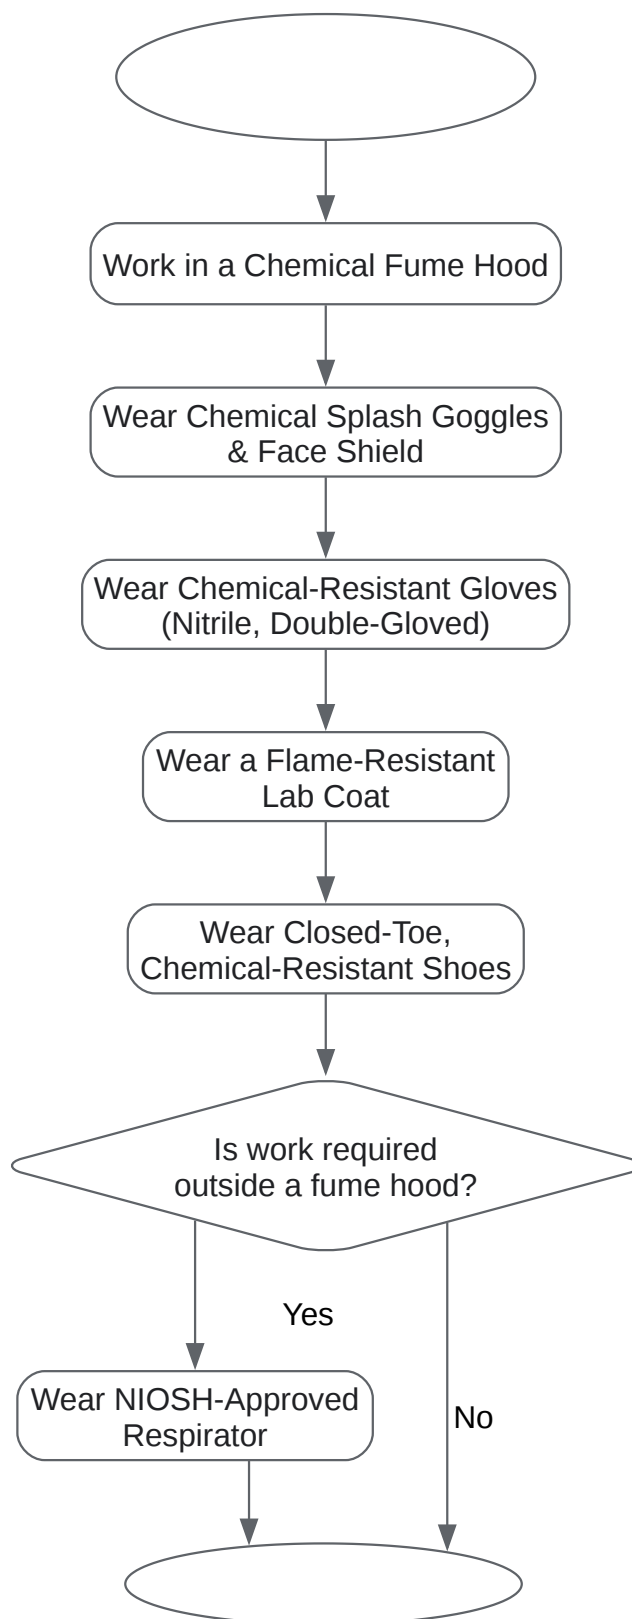 Work in a Chemical Fume Hood
Wear Chemical Splash Goggles
& Face Shield
Wear Chemical-Resistant Gloves
(Nitrile, Double-Gloved)
Wear a Flame-Resistant
Lab Coat
Wear Closed-Toe,
Chemical-Resistant Shoes
Is work required
outside a fume hood?
Yes
Wear NIOSH-Approved
Respirator
No